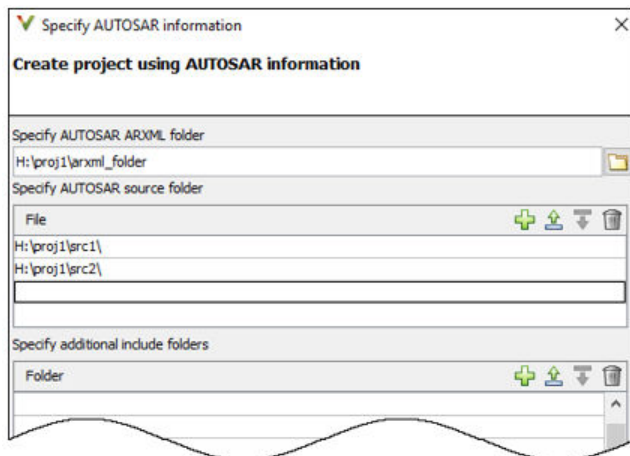 Specify AUTOSAR information
Create project using AUTOSAR information
Specify AUTOSAR ARXML folder
H:\proj1\arxml_folder
Specify AUTOSAR source folder
File
H:\proj1\src1\
H:\proj1\src2\
Specify additional include folders
Folder